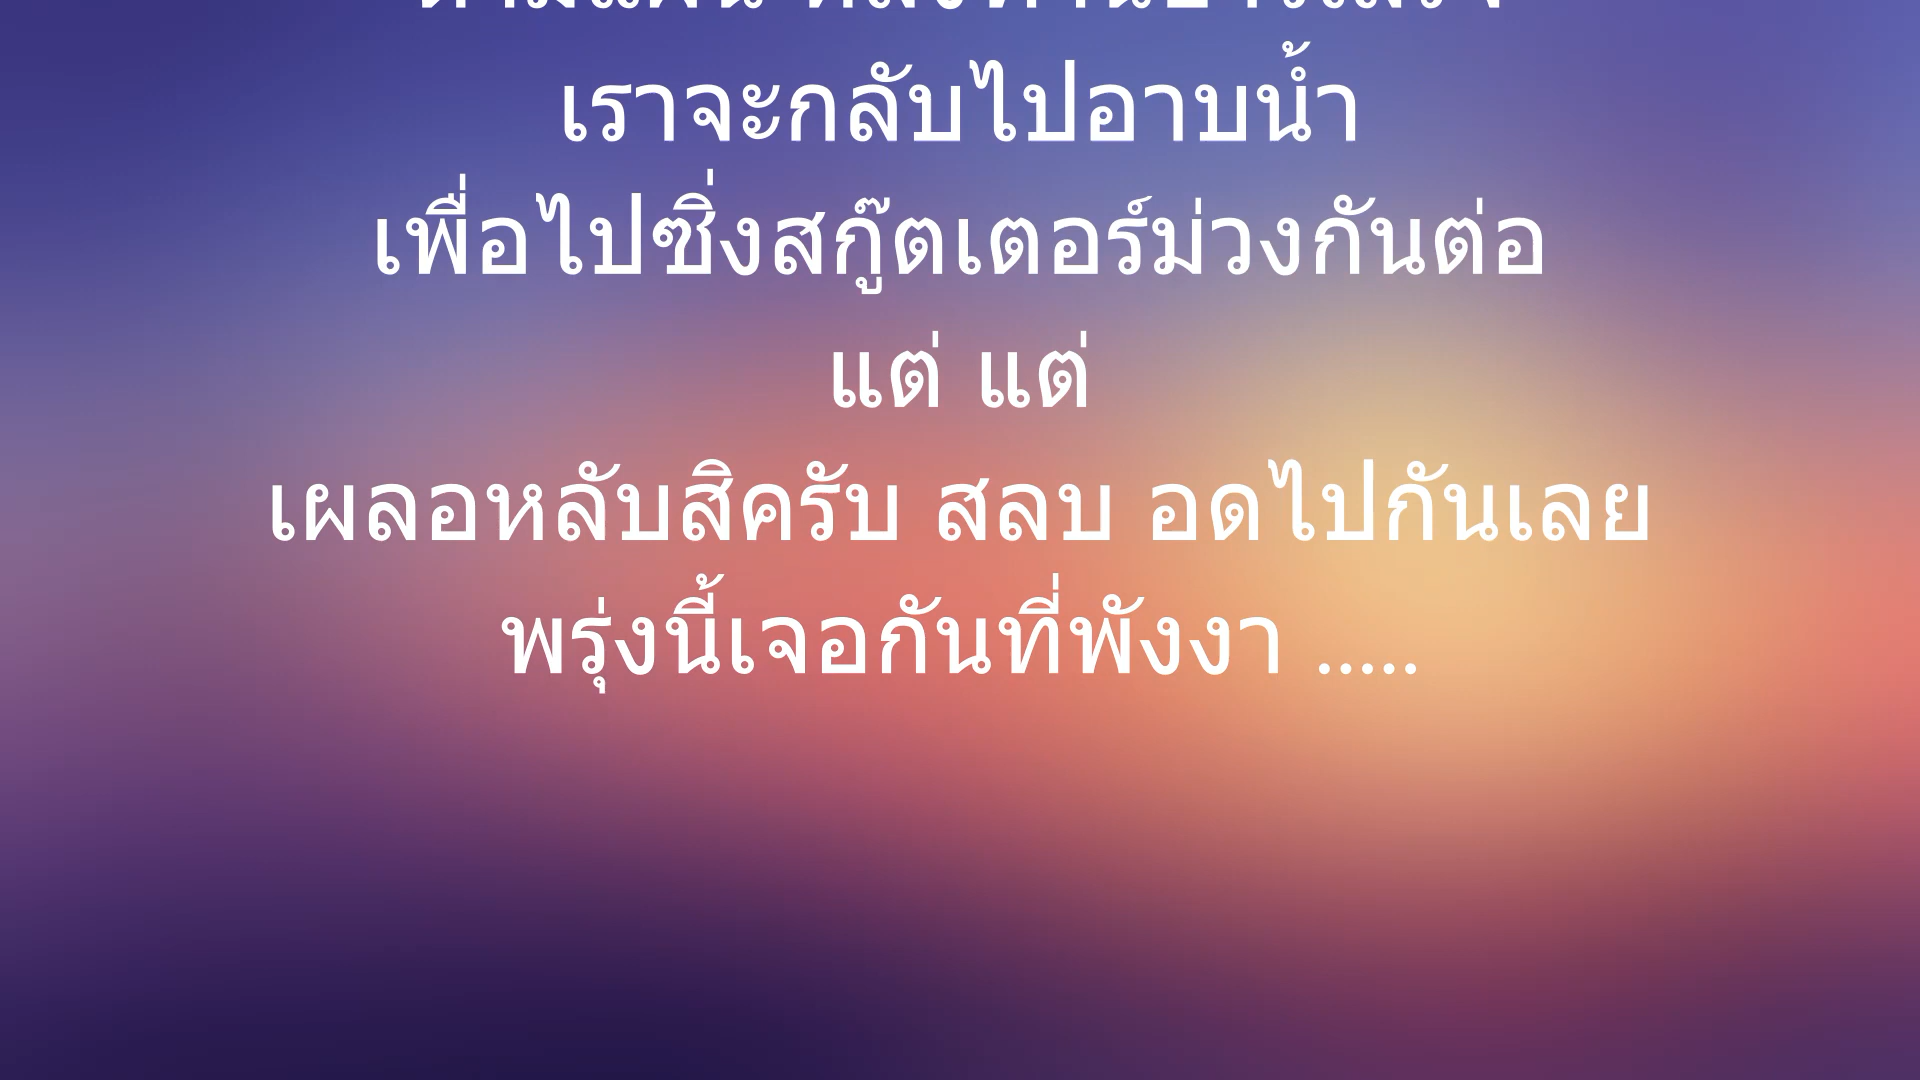 เราจะกลับไปอาบน้ำ
เพื่อไปซิ่งสกู๊ตเตอร์ม่วงกันต่อ
แต่ แต่
เผลอหลับสิครับ สลบ อดไปกันเลย
พรุ่งนี้เจอกันที่พังงา .....